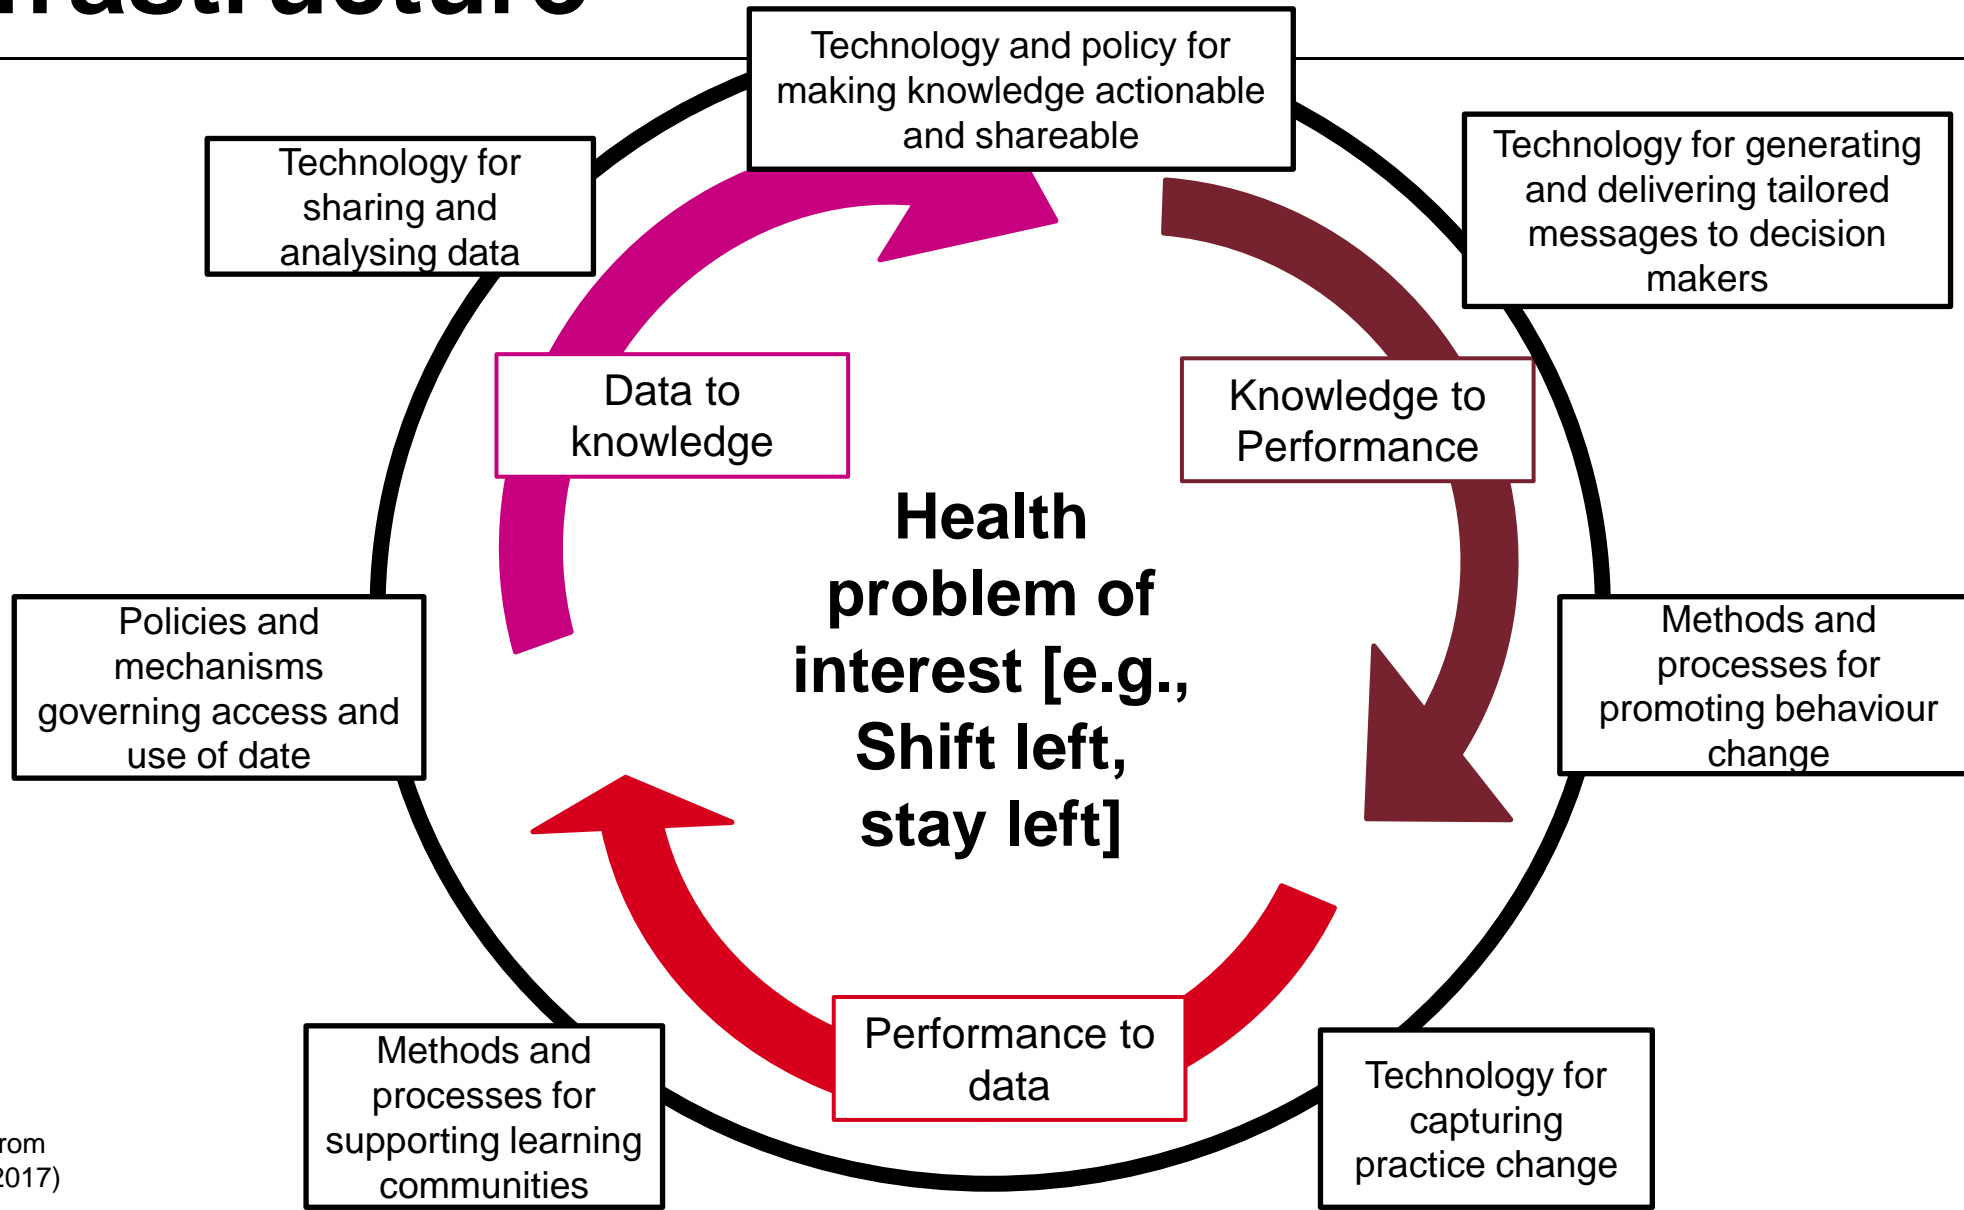 Technology and policy for
making knowledge actionable
and shareable
Technology for
sharing and
analysing data
Technology for generating
and delivering tailored
messages to decision
makers
Data to
knowledge
Knowledge to
Performance
Health
problem of
interest [e.g.,
Shift left,
stay left]
Policies and
mechanisms
governing access and
use of date
Methods and
processes for
promoting behaviour
change
Performance to
data
Methods and
processes for
supporting learning
communities
Technology for
capturing
practice change
rom
2017)